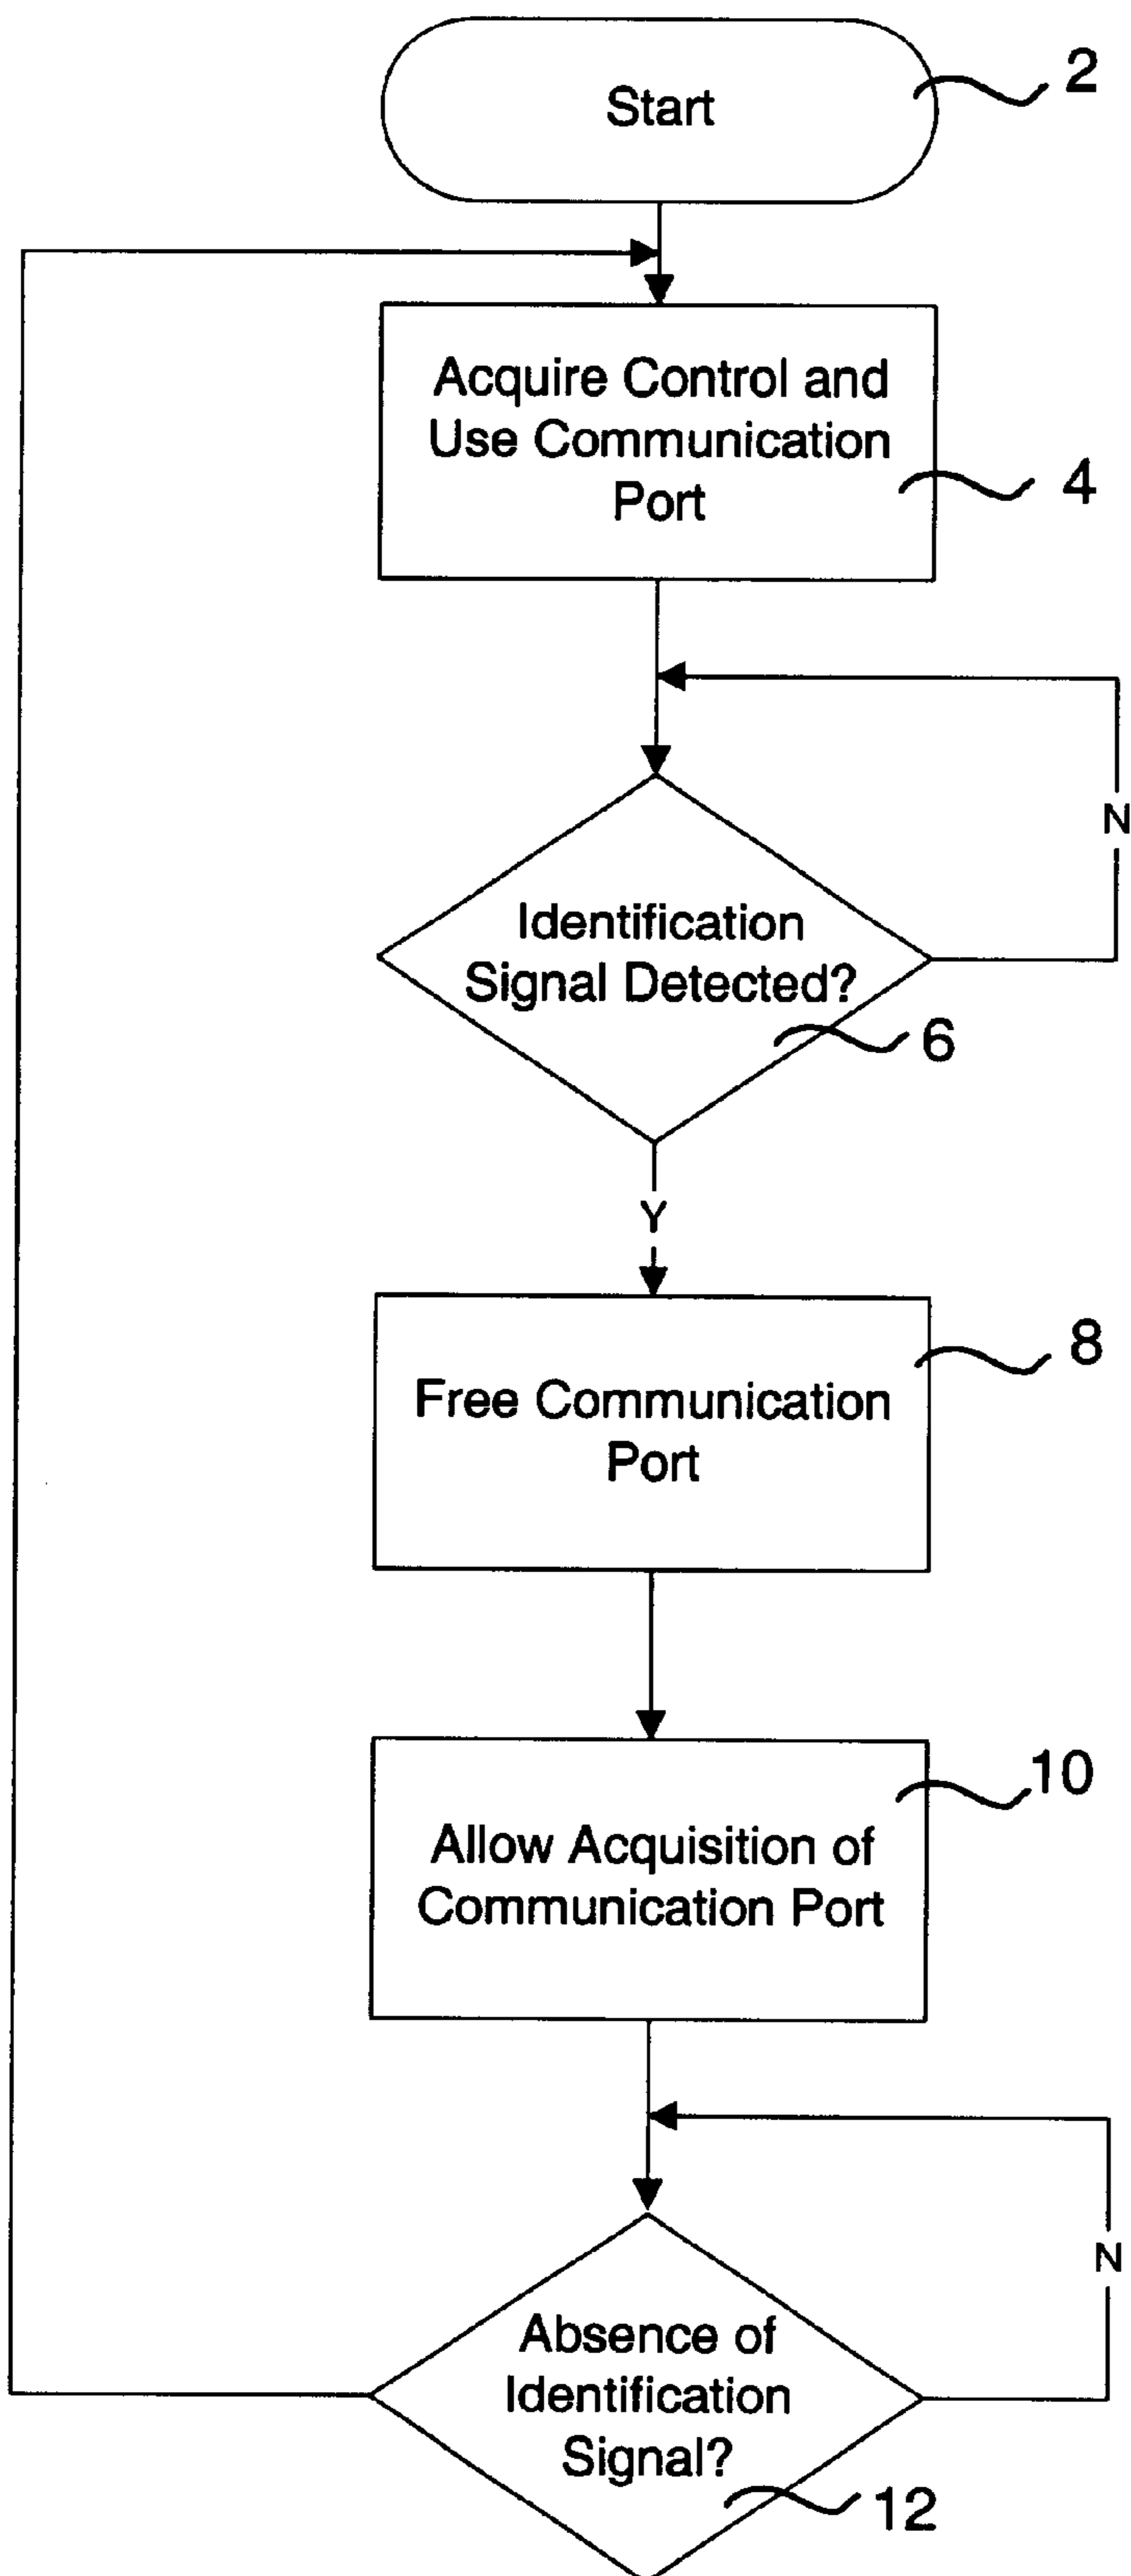 Start
2
Acquire Control and
Use Communication
Port
4
N
Identification
Signal Detected?
6
Y
Free Communication
Port
8
Allow Acquisition of
Communication Port
10
N
Absence of
Identification
Signal?
12